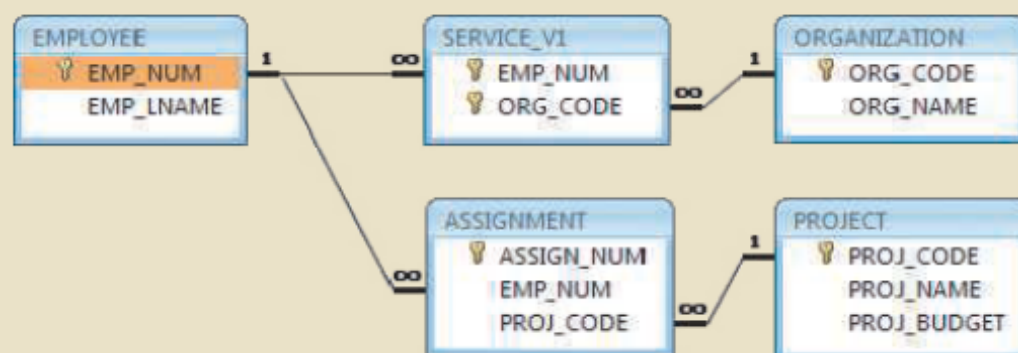 EMPLOYEE
EMP_NUM
EMP_LNAME
1
∞
SERVICE_V1
EMP_NUM
ORG_CODE
∞
1
ORGANIZATION
ORG_CODE
ORG_NAME
∞
ASSIGNMENT
ASSIGN_NUM
EMP_NUM
PROJ_CODE
∞
1
PROJECT
PROJ_CODE
PROJ_NAME
PROJ_BUDGET